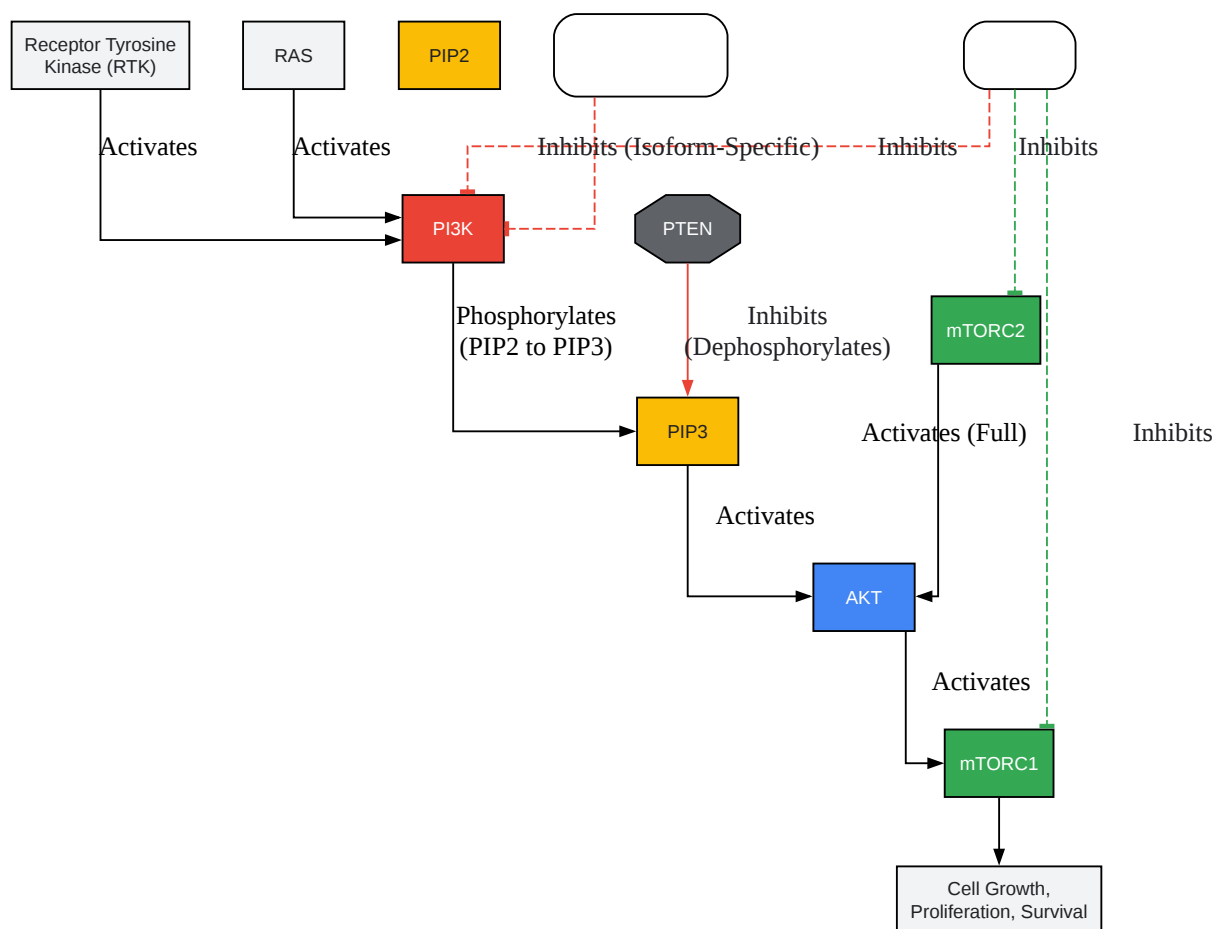 Receptor Tyrosine
Kinase (RTK)
RAS
PIP2
Activates
Activates
Inhibits (Isoform-Specific)
Inhibits
Inhibits
PI3K
PTEN
Phosphorylates
(PIP2 to PIP3)
Inhibits
(Dephosphorylates)
mTORC2
PIP3
Activates (Full)
Inhibits
Activates
AKT
Activates
mTORC1
Cell Growth,
Proliferation, Survival